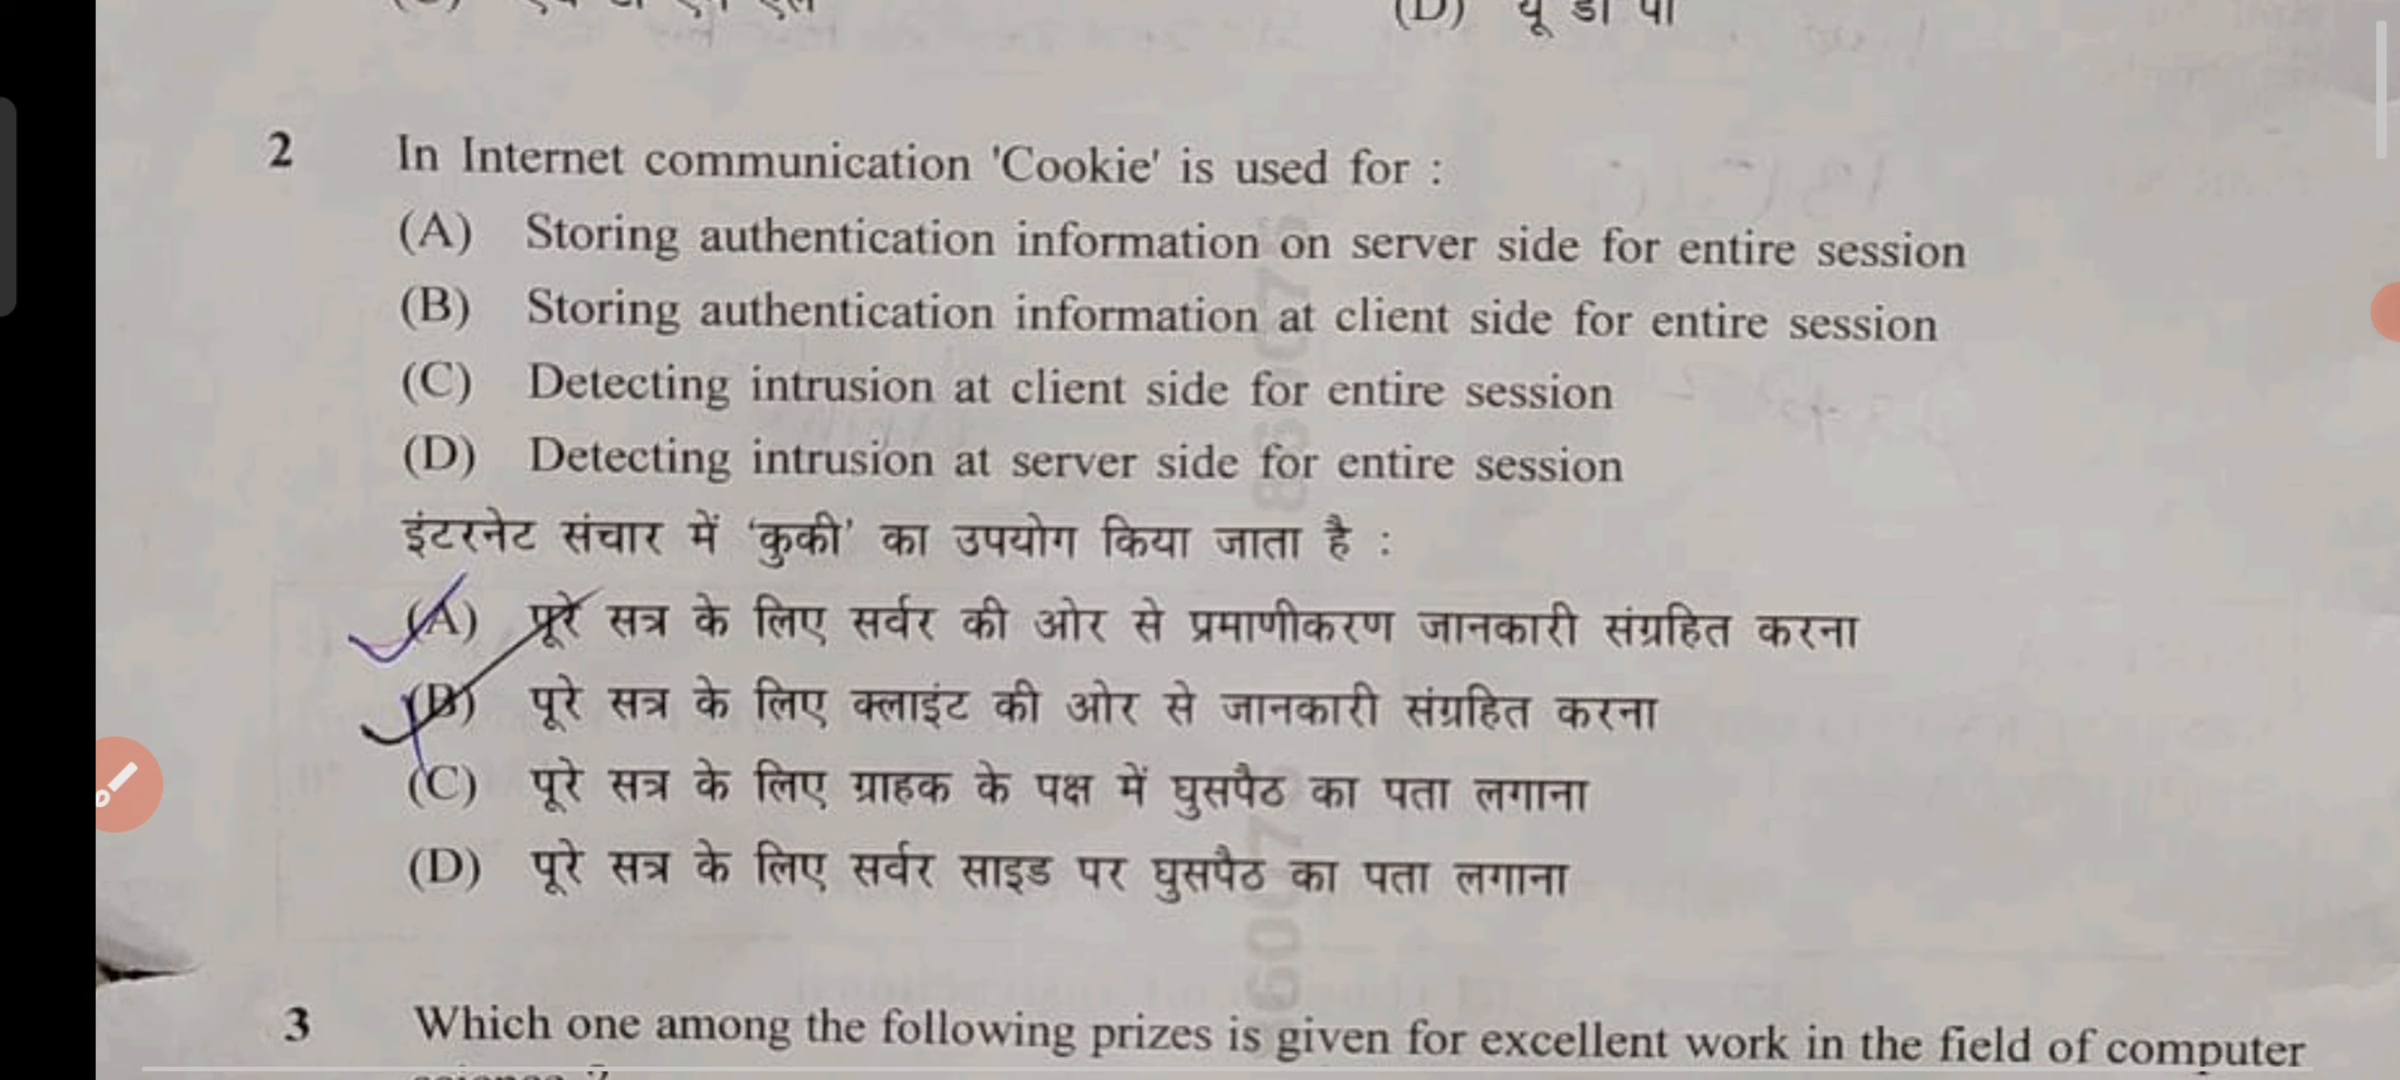 (D) यू डी पी
2 In Internet communication 'Cookie' is used for :
(A) Storing authentication information on server side for entire session
(B) Storing authentication information at client side for entire session
(C) Detecting intrusion at client side for entire session
(D) Detecting intrusion at server side for entire session
इंटरनेट संचार में 'कुकी' का उपयोग किया जाता है :
(A) पूरे सत्र के लिए सर्वर की ओर से प्रमाणीकरण जानकारी संग्रहित करना
(B) पूरे सत्र के लिए क्लाइंट की ओर से जानकारी संग्रहित करना
(C) पूरे सत्र के लिए ग्राहक के पक्ष में घुसपैठ का पता लगाना
(D) पूरे सत्र के लिए सर्वर साइड पर घुसपैठ का पता लगाना
3 Which one among the following prizes is given for excellent work in the field of computer